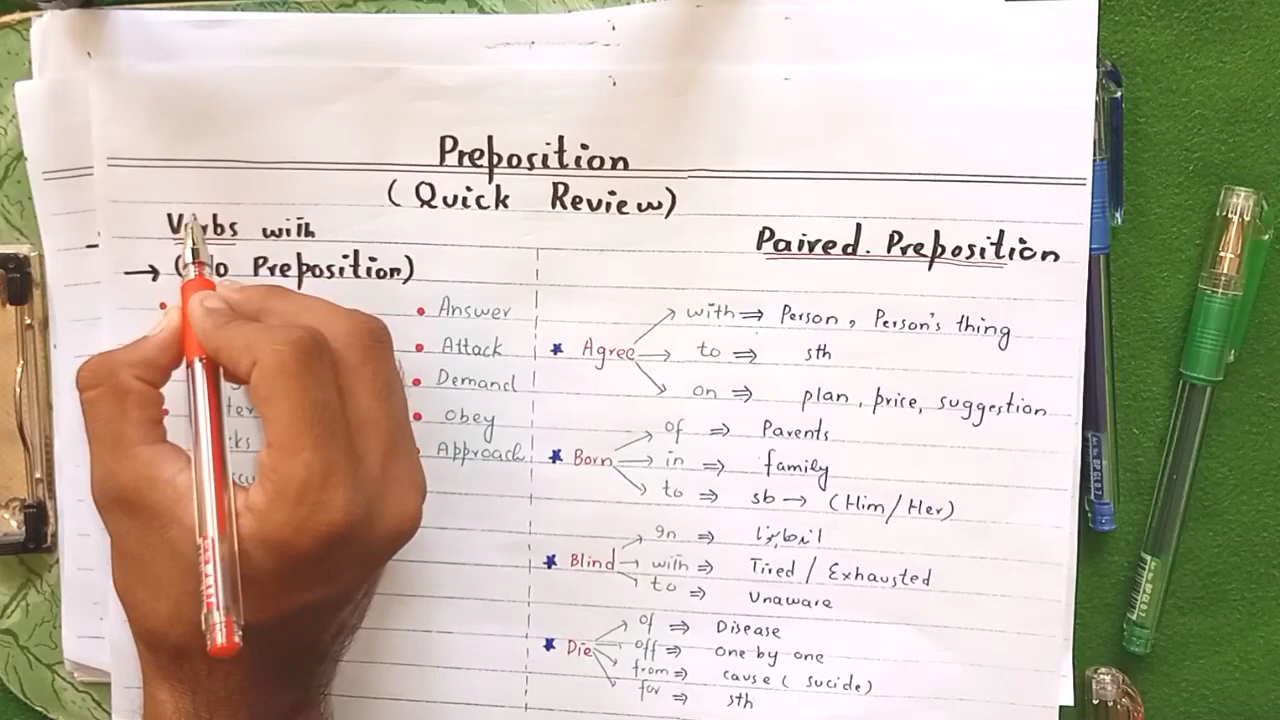 Preposition
(Quick Review)
Verbs with
→ (No Preposition)
• Answer
• Attack
• Demand
• Obey
Approach
Paired. Preposition
★ Agree
with ⇒ Person, Person's thing
to ⇒ sth
on ⇒ plan, price, suggestion
★ Born
of ⇒ Parents
in ⇒ family
to ⇒ sb → (Him/Her)
★ Blind
in ⇒
with ⇒ Tired / Exhausted
to ⇒ Unaware
★ Die
of ⇒ Disease
off ⇒ one by one
from ⇒ cause (sucide)
for ⇒ sth